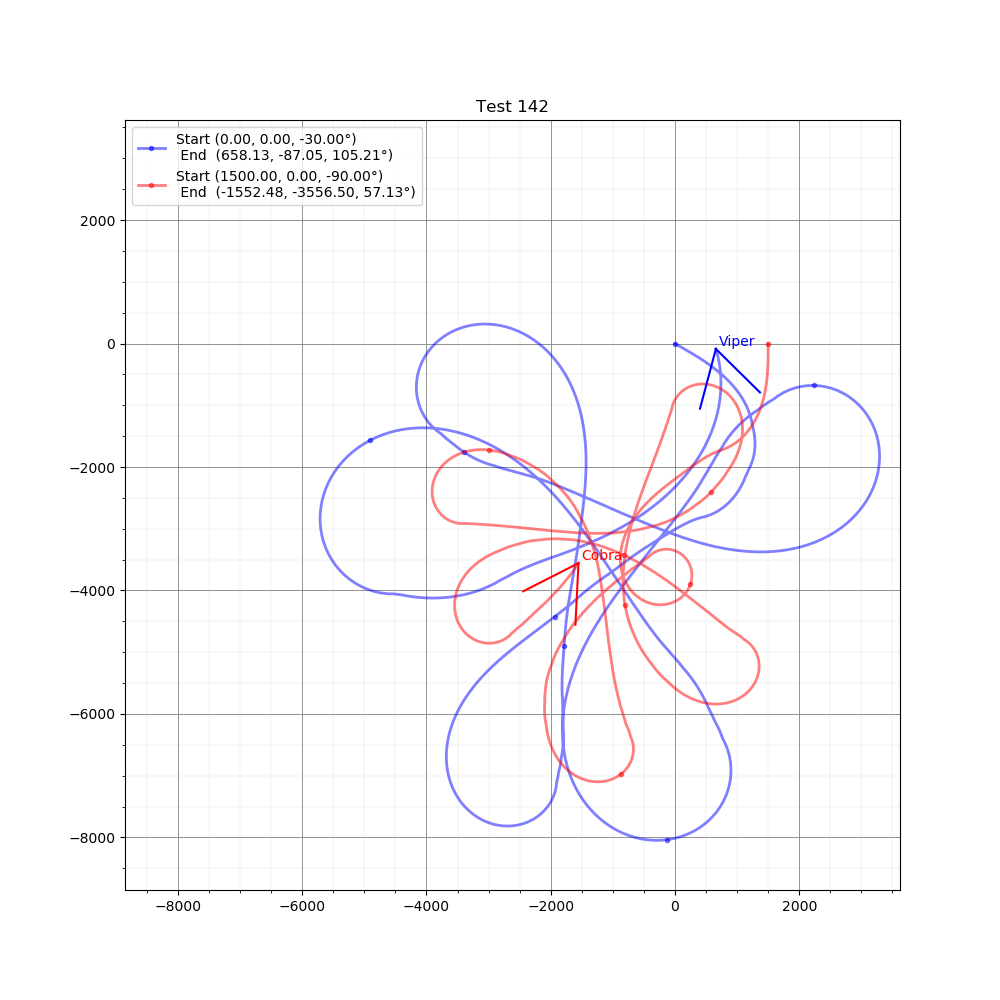 Test 142
Start (0.00, 0.00, -30.00°)
End  (658.13, -87.05, 105.21°)
Start (1500.00, 0.00, -90.00°)
End  (-1552.48, -3556.50, 57.13°)
2000
0
−2000
−4000
−6000
−8000
Viper
Cobra
−8000 −6000 −4000 −2000 0 2000